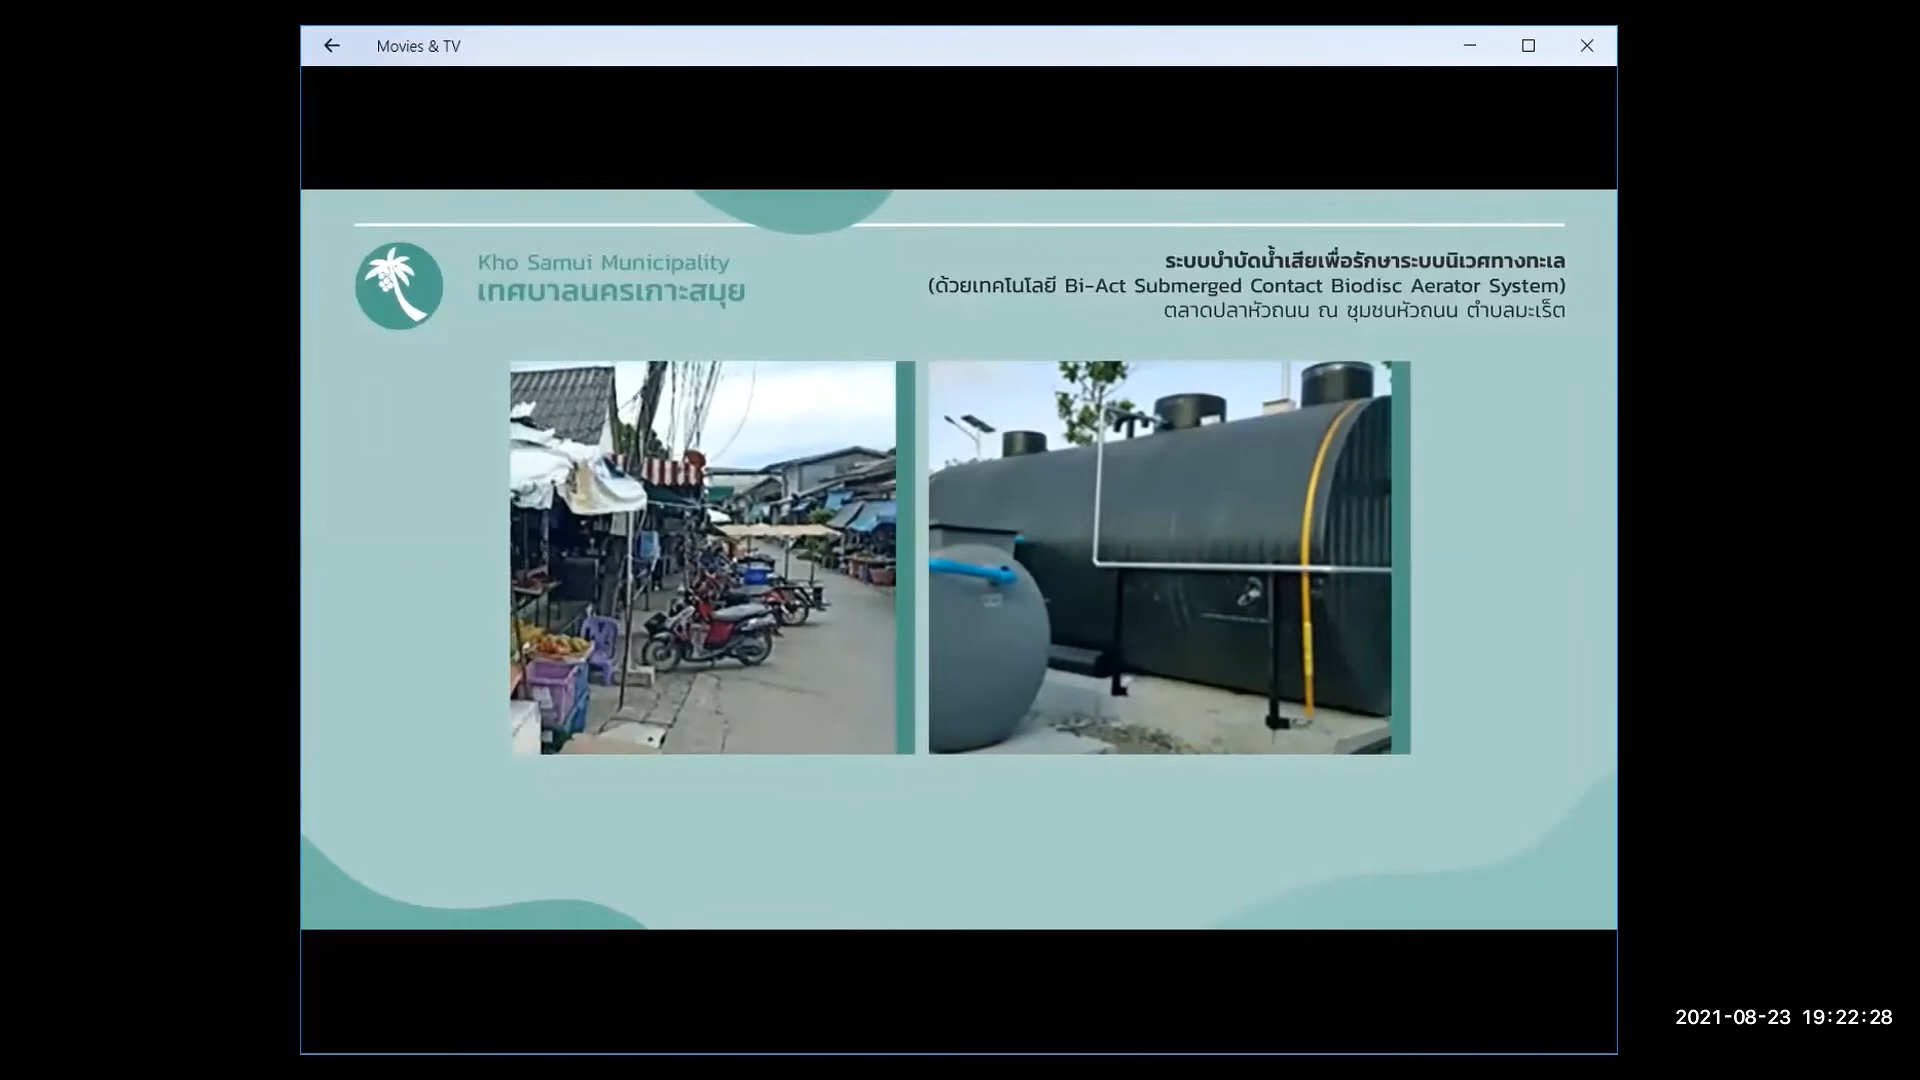 Movies & TV
Kho Samui Municipality
เทศบาลนครเกาะสมุย
ระบบบำบัดน้ำเสียเพื่อรักษาระบบนิเวศทางทะเล
(ด้วยเทคโนโลยี Bi-Act Submerged Contact Biodisc Aerator System)
ตลาดปลาหัวถนน ณ ชุมชนหัวถนน ตำบลมะเร็ต
2021-08-23 19:22:28